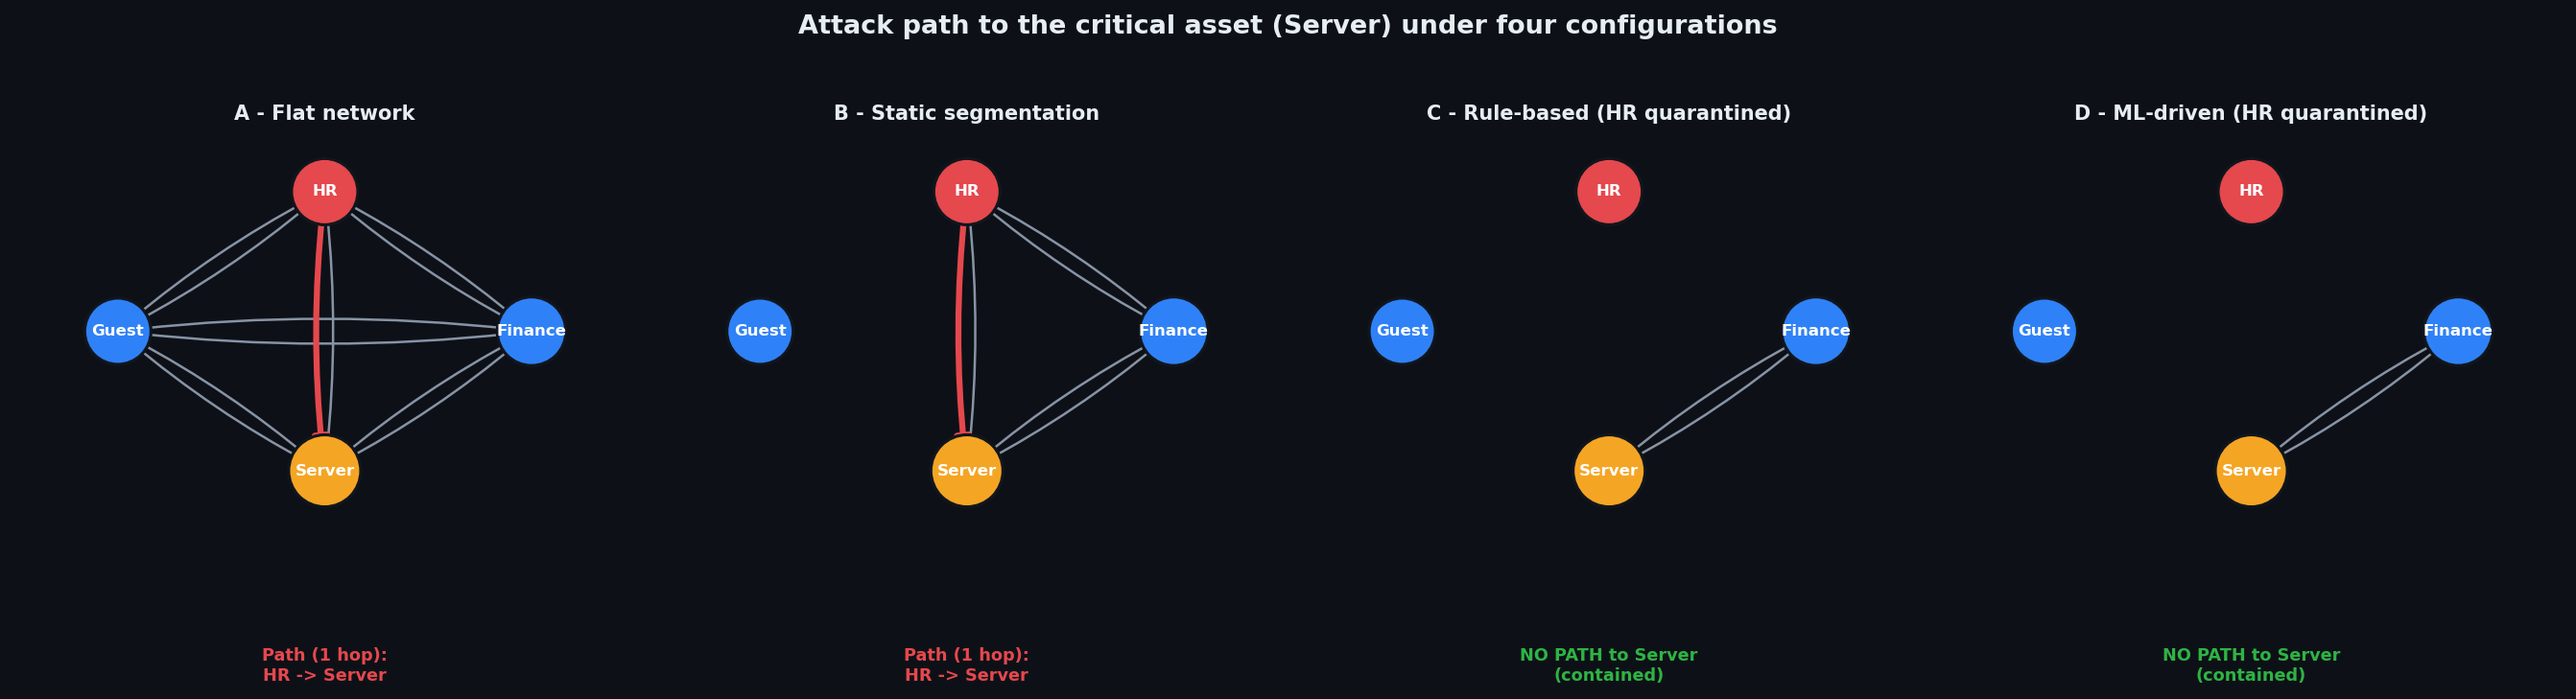 Attack path to the critical asset (Server) under four configurations
A - Flat network
HR
Guest
Finance
Server
Path (1 hop):
HR -> Server
B - Static segmentation
HR
Guest
Finance
Server
Path (1 hop):
HR -> Server
C - Rule-based (HR quarantined)
HR
Guest
Finance
Server
NO PATH to Server
(contained)
D - ML-driven (HR quarantined)
HR
Guest
Finance
Server
NO PATH to Server
(contained)